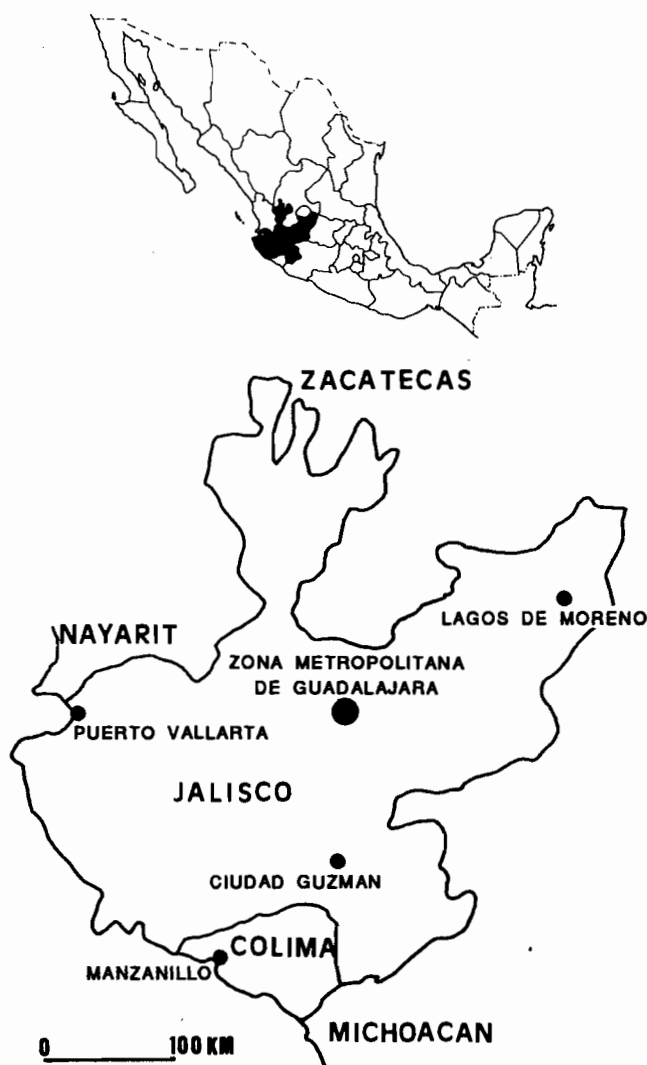 ZACATECAS
LAGOS DE MORENO
NAYARIT
ZONA METROPOLITANA
DE GUADALAJARA
PUERTO VALLARTA
JALISCO
CIUDAD GUZMAN
COLIMA
MANZANILLO
MICHOACAN
0 100 KM